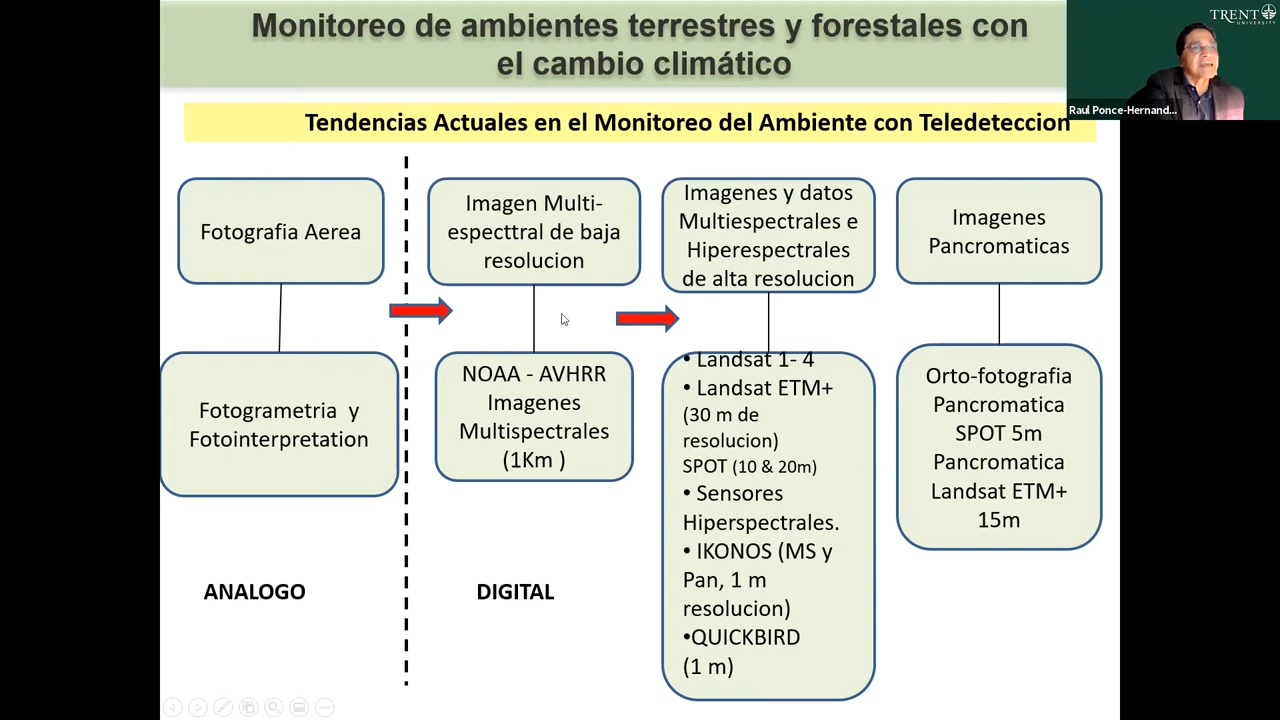 Monitoreo de ambientes terrestres y forestales con
el cambio climático
TRENT
UNIVERSITY
Raul Ponce-Hernand...
Tendencias Actuales en el Monitoreo del Ambiente con Teledeteccion
Fotografia Aerea
Imagen Multi-
especttral de baja
resolucion
Imagenes y datos
Multiespectrales e
Hiperespectrales
de alta resolucion
Imagenes
Pancromaticas
Fotogrametria y
Fotointerpretation
NOAA - AVHRR
Imagenes
Multispectrales
(1Km )
• Landsat 1- 4
• Landsat ETM+
(30 m de
resolucion)
SPOT (10 & 20m)
• Sensores
Hiperspectrales.
• IKONOS (MS y
Pan, 1 m
resolucion)
•QUICKBIRD
(1 m)
Orto-fotografia
Pancromatica
SPOT 5m
Pancromatica
Landsat ETM+
15m
ANALOGO
DIGITAL